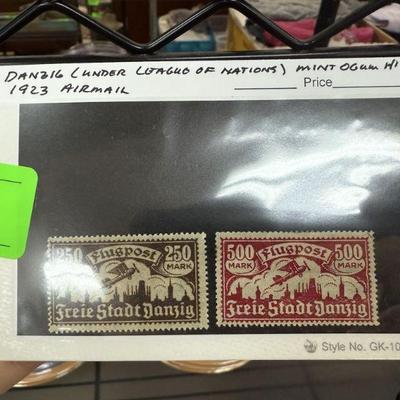 DANZIG (UNDER LEAGUE OF NATIONS) MINT OGUM HI
1923 AIRMAIL
Price
250 Flugpost 250
MARK MARK
Freie Stadt Danzig
500 Flugpost 500
MARK MARK
Freie Stadt Danzig
Style No. GK-10